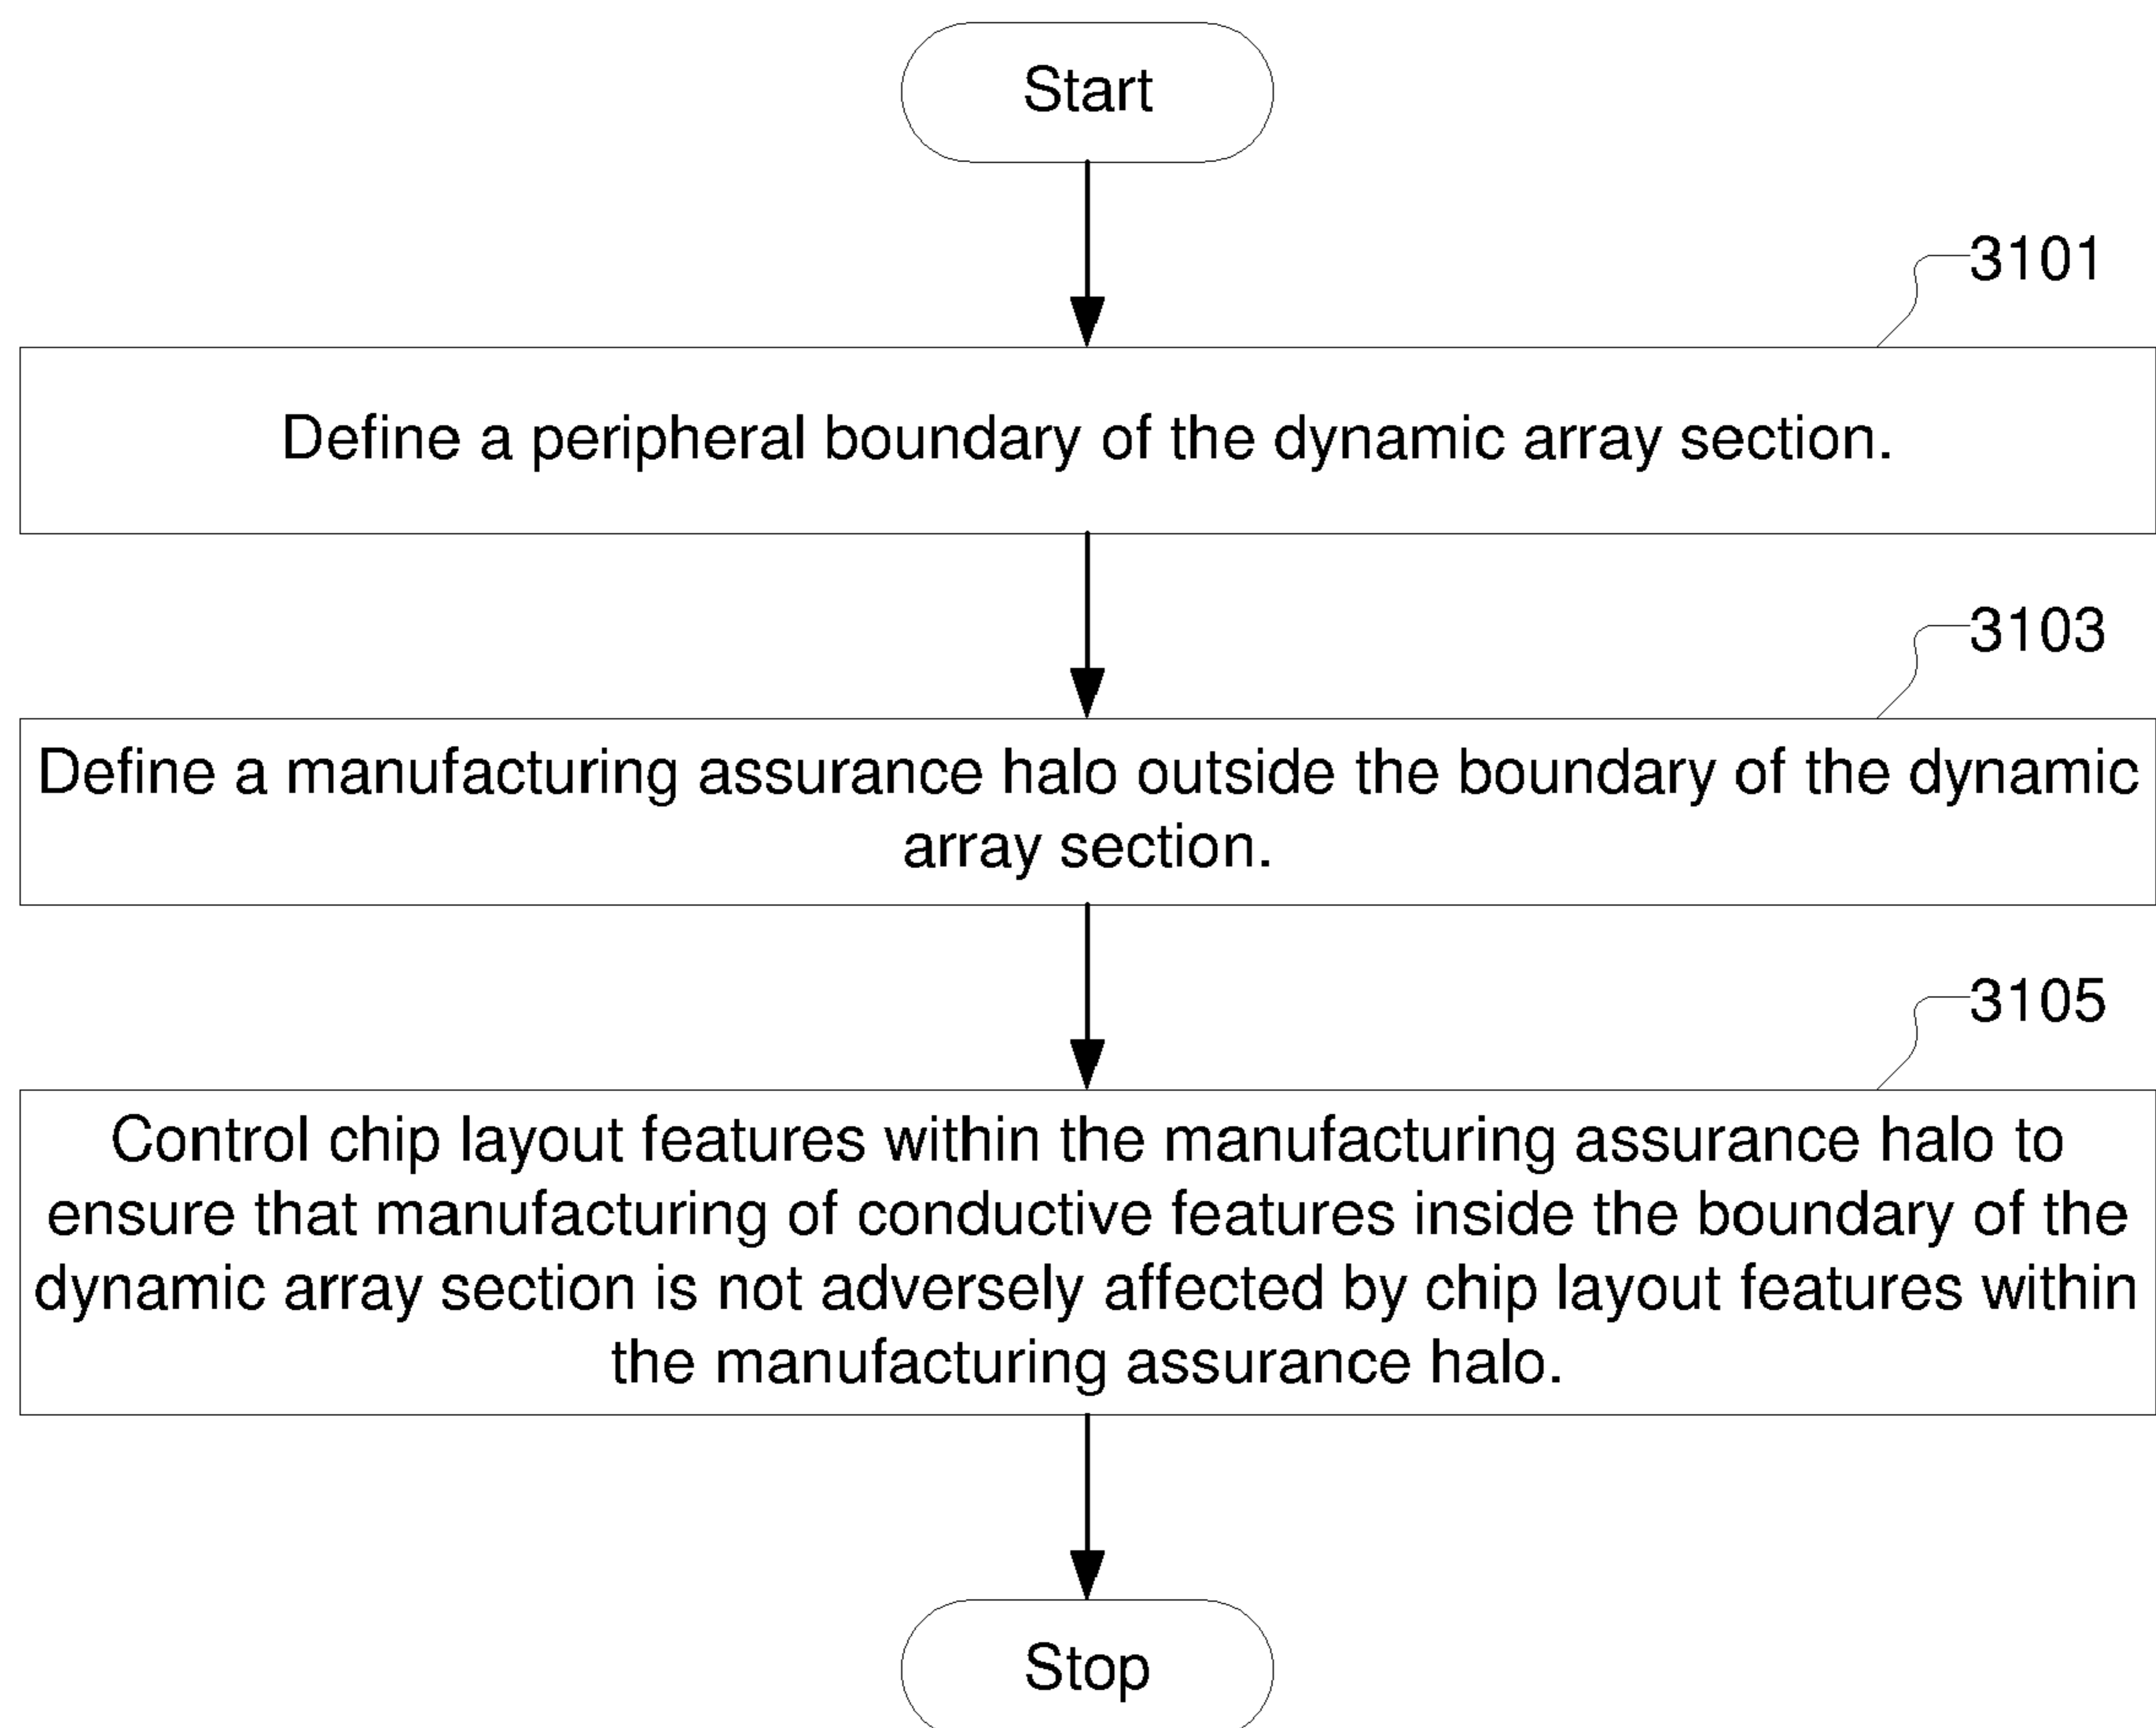 Start
3101
Define a peripheral boundary of the dynamic array section.
3103
Define a manufacturing assurance halo outside the boundary of the dynamic
array section.
3105
Control chip layout features within the manufacturing assurance halo to
ensure that manufacturing of conductive features inside the boundary of the
dynamic array section is not adversely affected by chip layout features within
the manufacturing assurance halo.
Stop